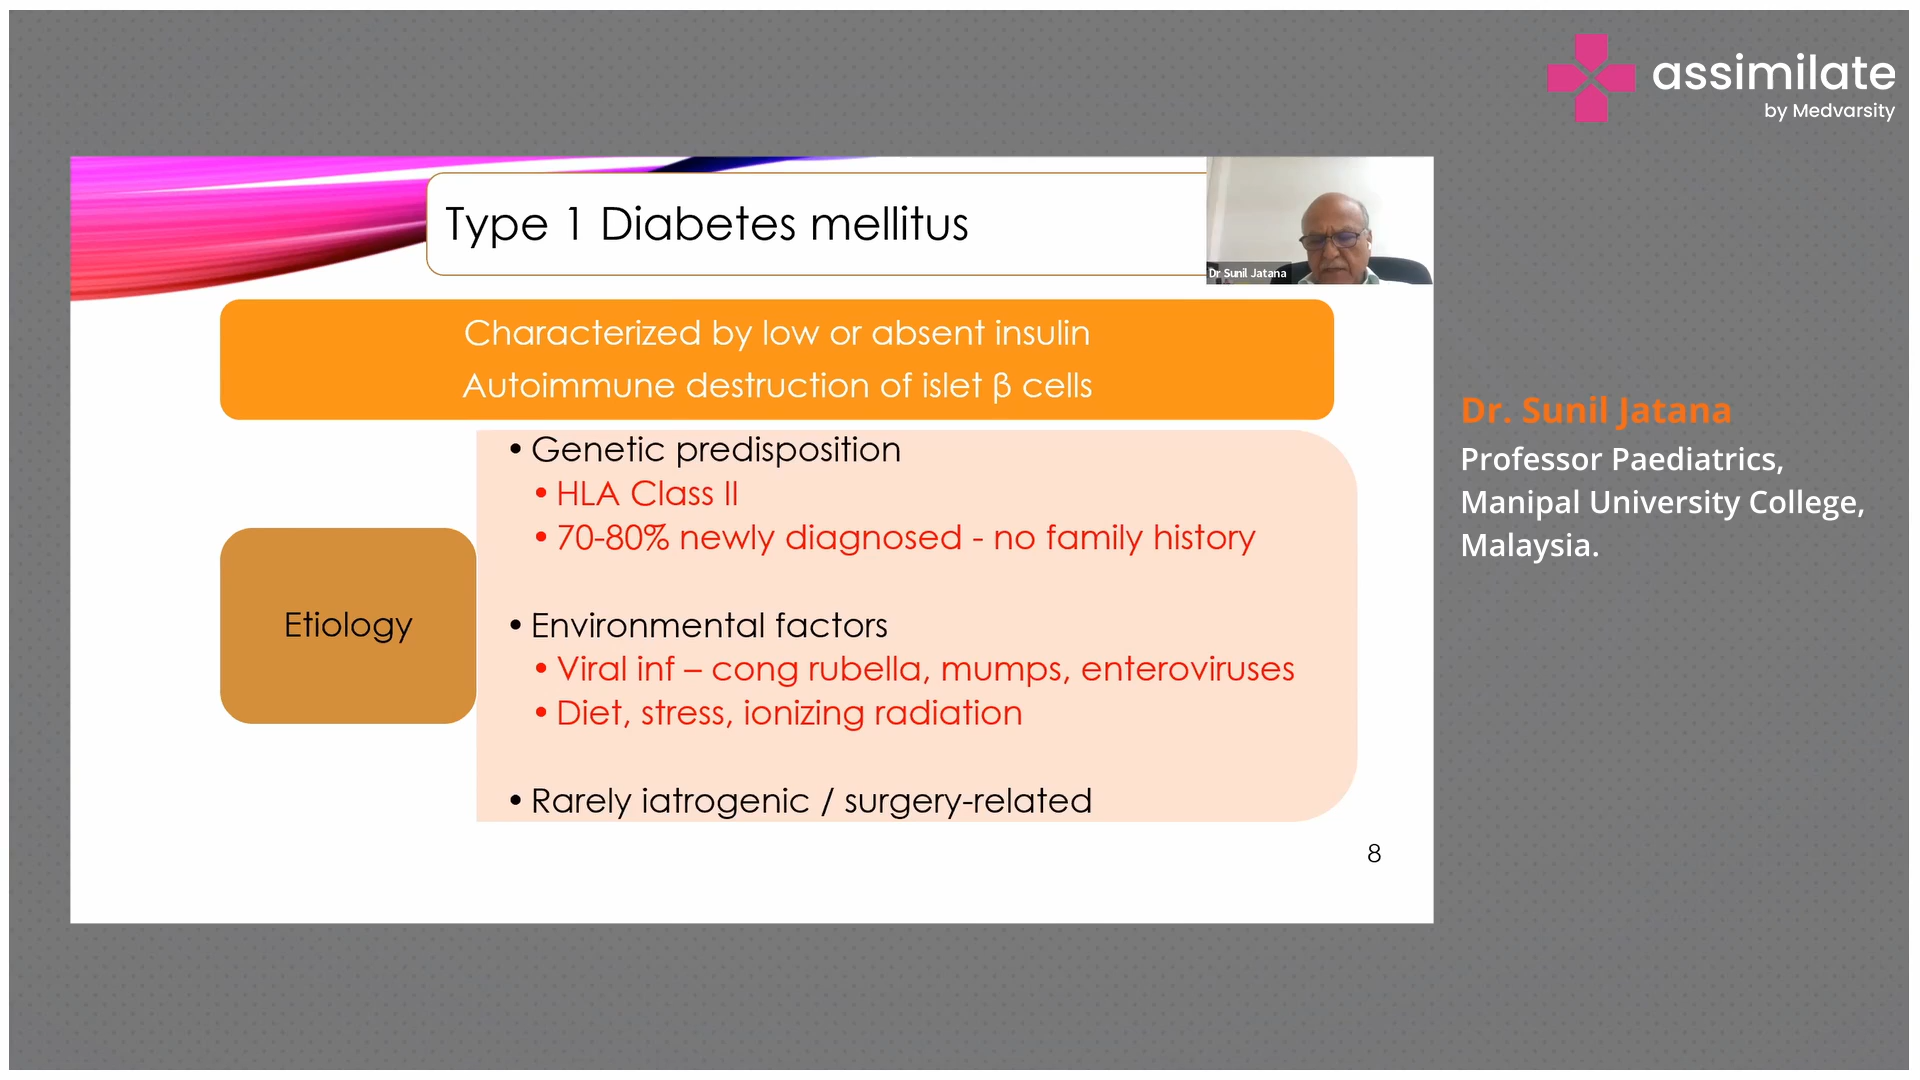 assimilate
by Medvarsity
Type 1 Diabetes mellitus
Dr Sunil Jatana
Characterized by low or absent insulin
Autoimmune destruction of islet β cells
Etiology
• Genetic predisposition
• HLA Class II
• 70-80% newly diagnosed - no family history
• Environmental factors
• Viral inf – cong rubella, mumps, enteroviruses
• Diet, stress, ionizing radiation
• Rarely iatrogenic / surgery-related
8
Dr. Sunil Jatana
Professor Paediatrics,
Manipal University College,
Malaysia.